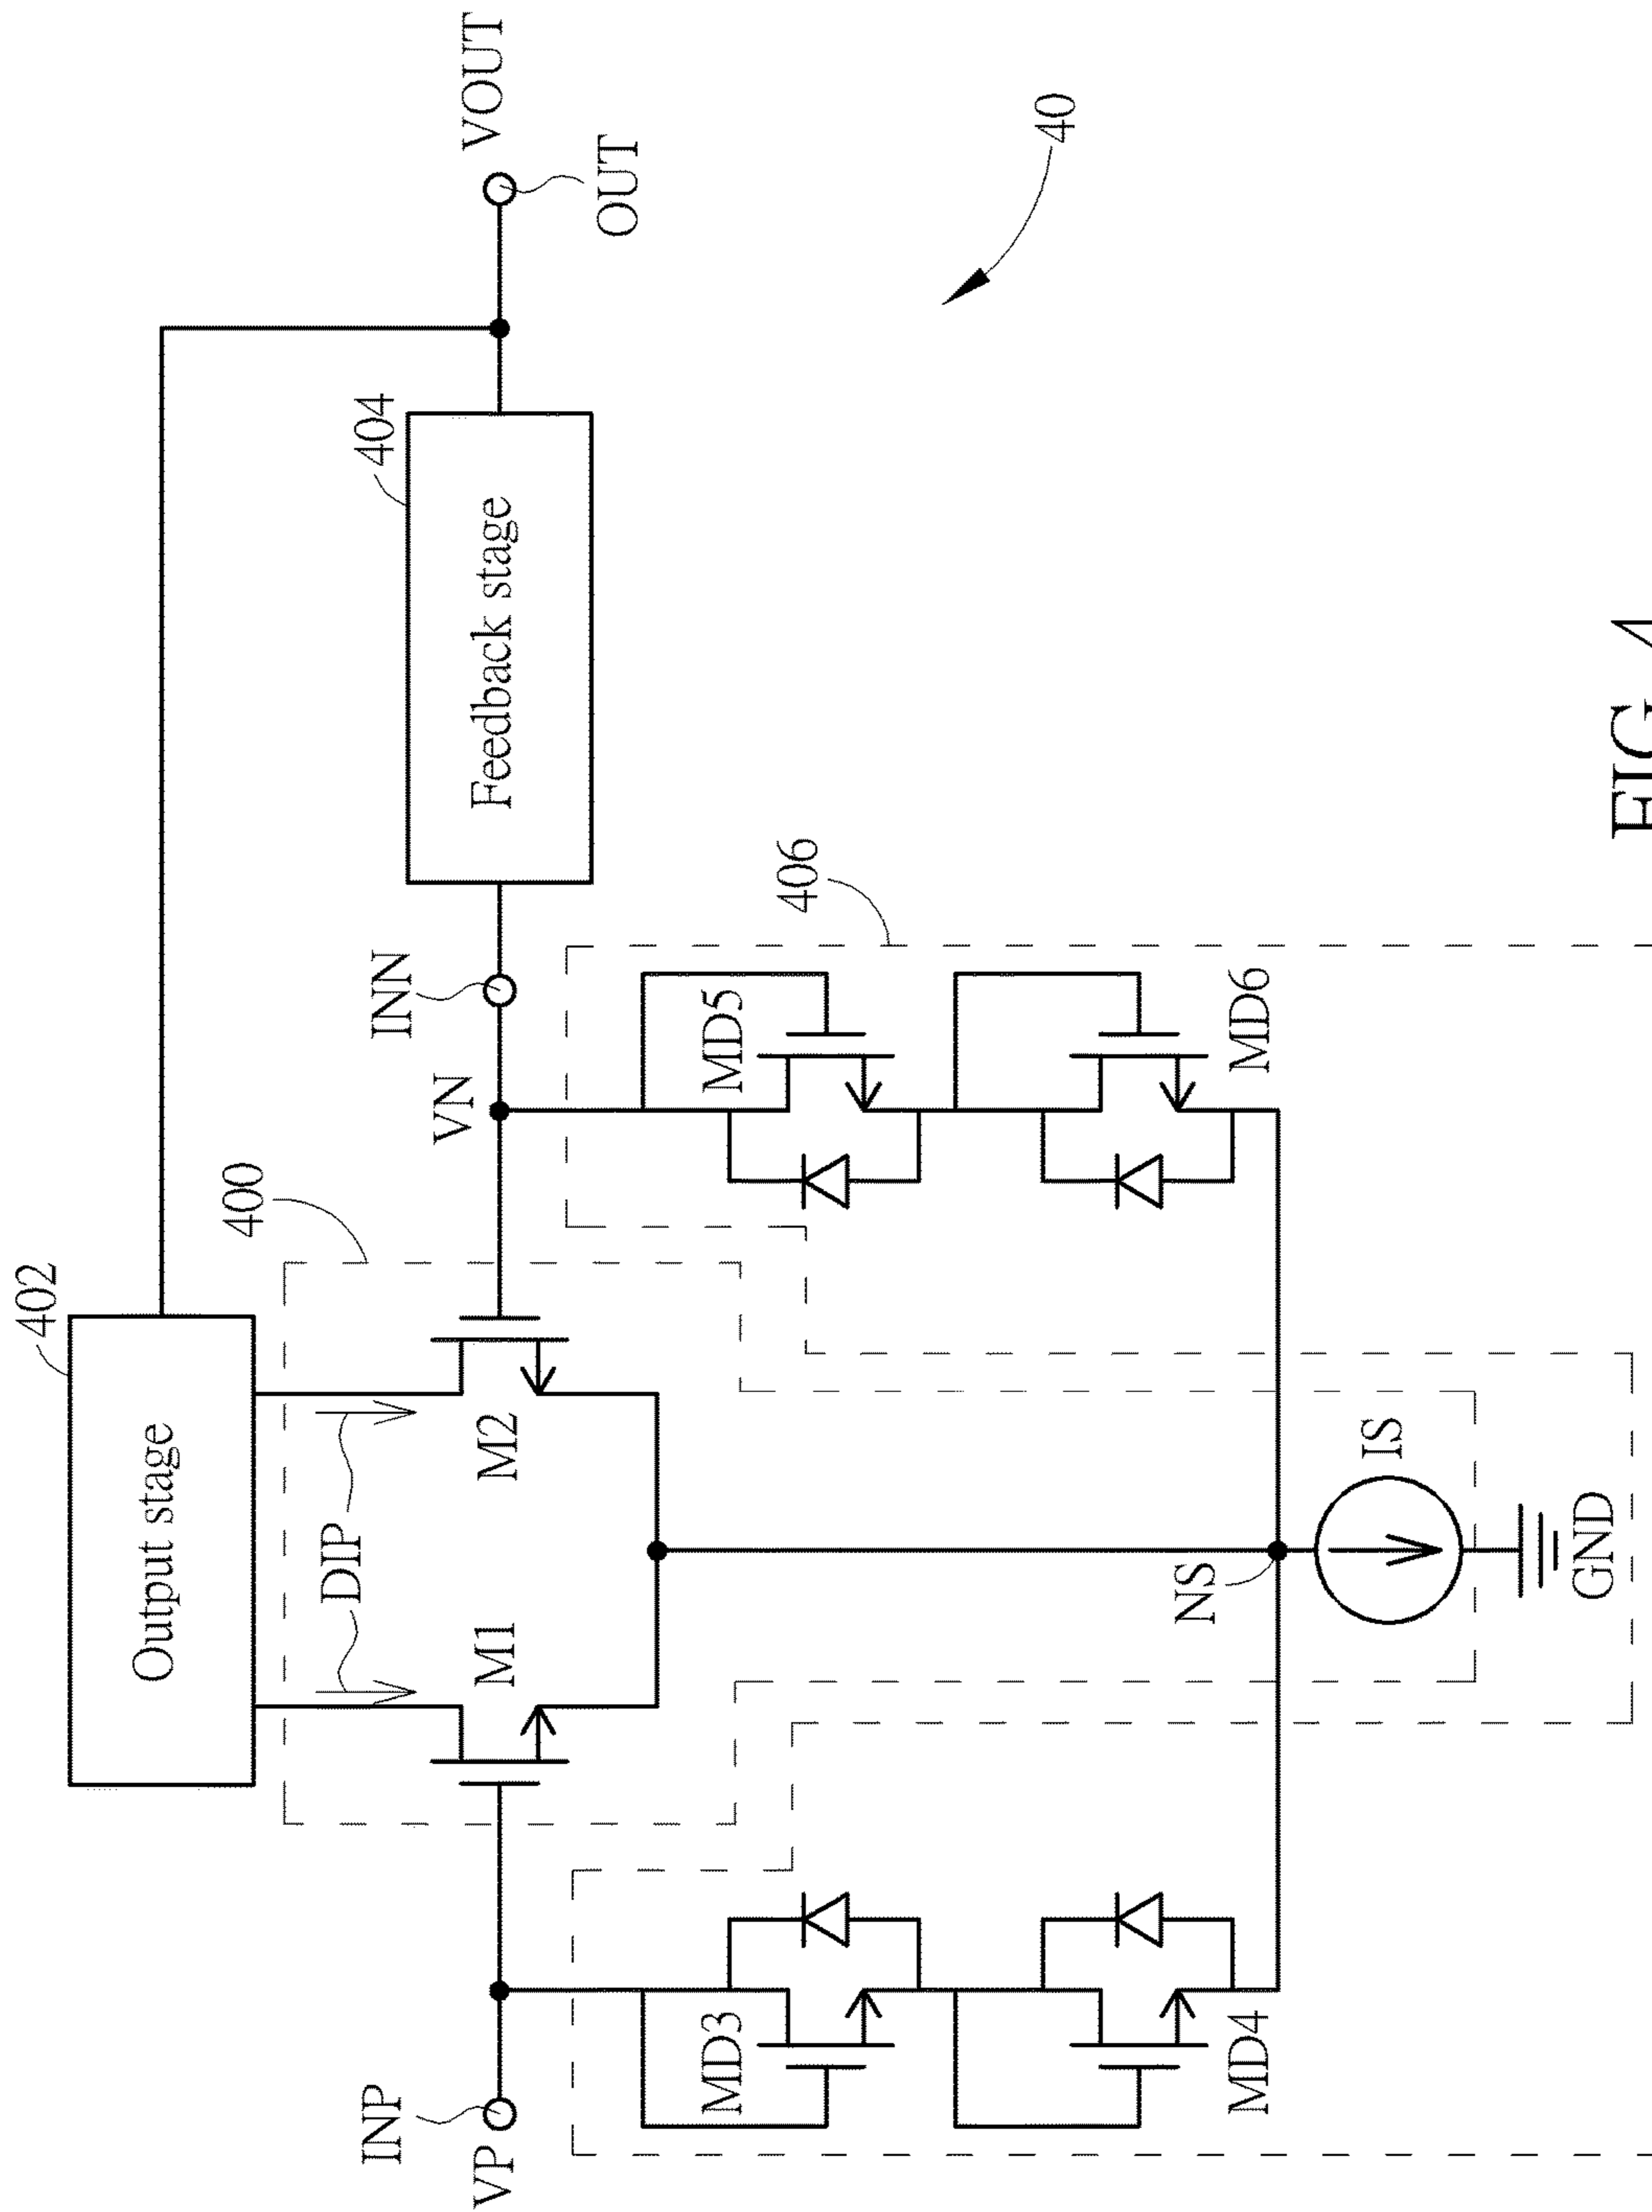 402
Output stage
400
DIP
M1
M2
INP
VP
VN
INN
404
Feedback stage
VOUT
OUT
406
MD3
MD5
MD4
MD6
NS
IS
GND
40